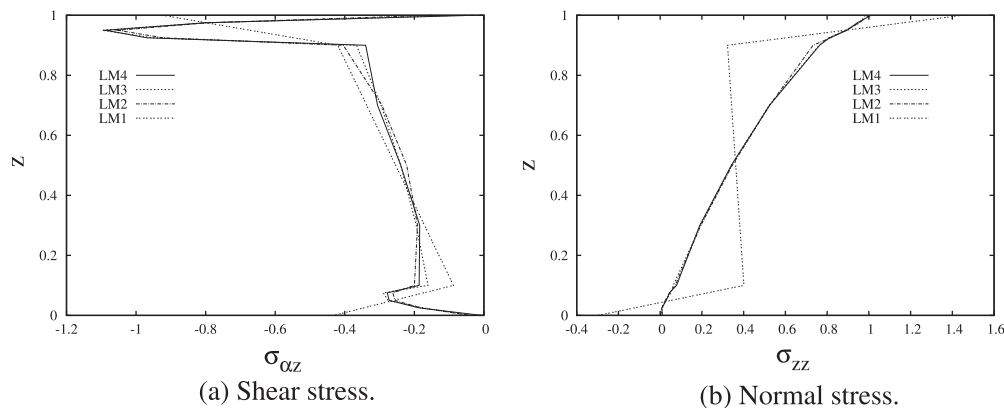 1
0.8
0.6
0.4
0.2
0
z
LM4
LM3
LM2
LM1
-1.2 -1 -0.8 -0.6 -0.4 -0.2 0
σαz
(a) Shear stress.
1
0.8
0.6
0.4
0.2
0
z
LM4
LM3
LM2
LM1
-0.4 -0.2 0 0.2 0.4 0.6 0.8 1 1.2 1.4 1.6
σzz
(b) Normal stress.